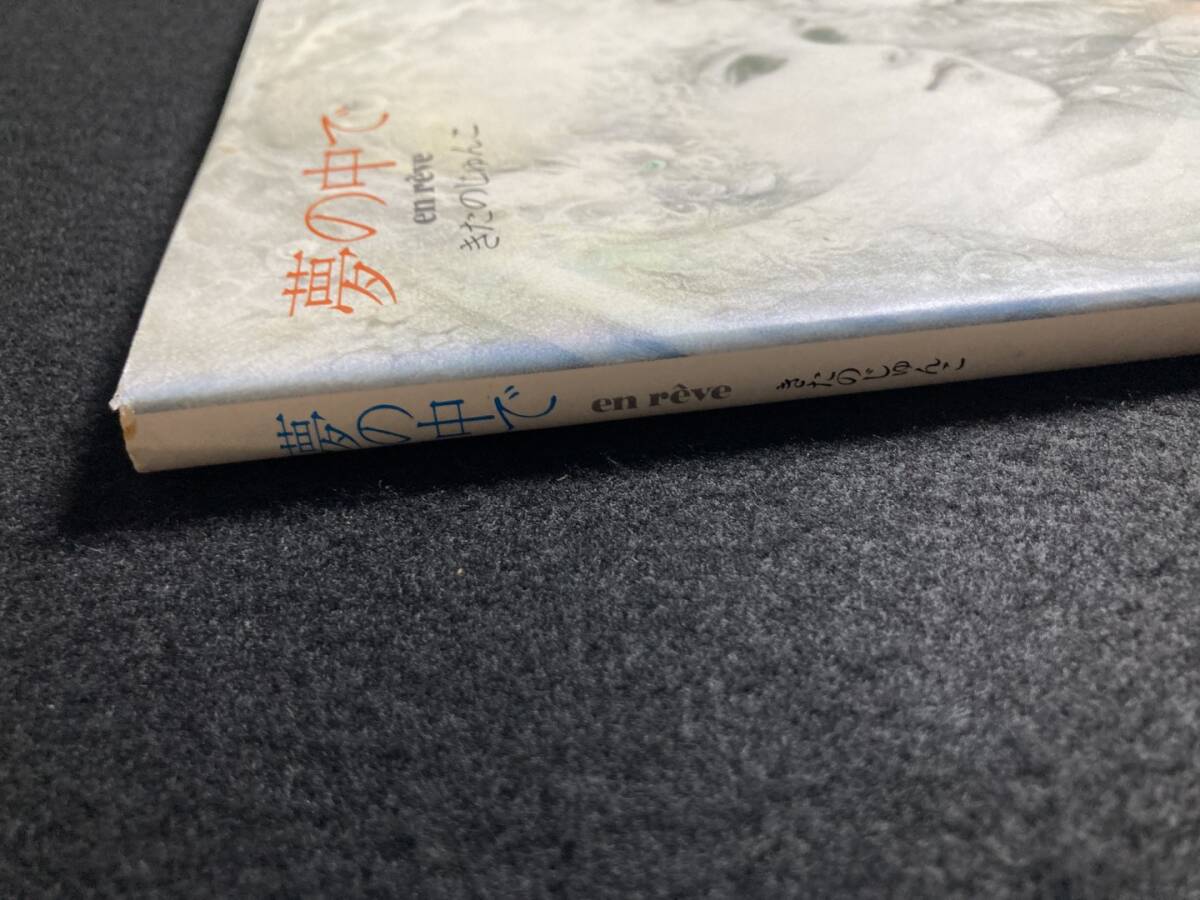 夢の中で
en rêve
きたのじゅんこ
夢の中で
en rêve
きたのじゅんこ